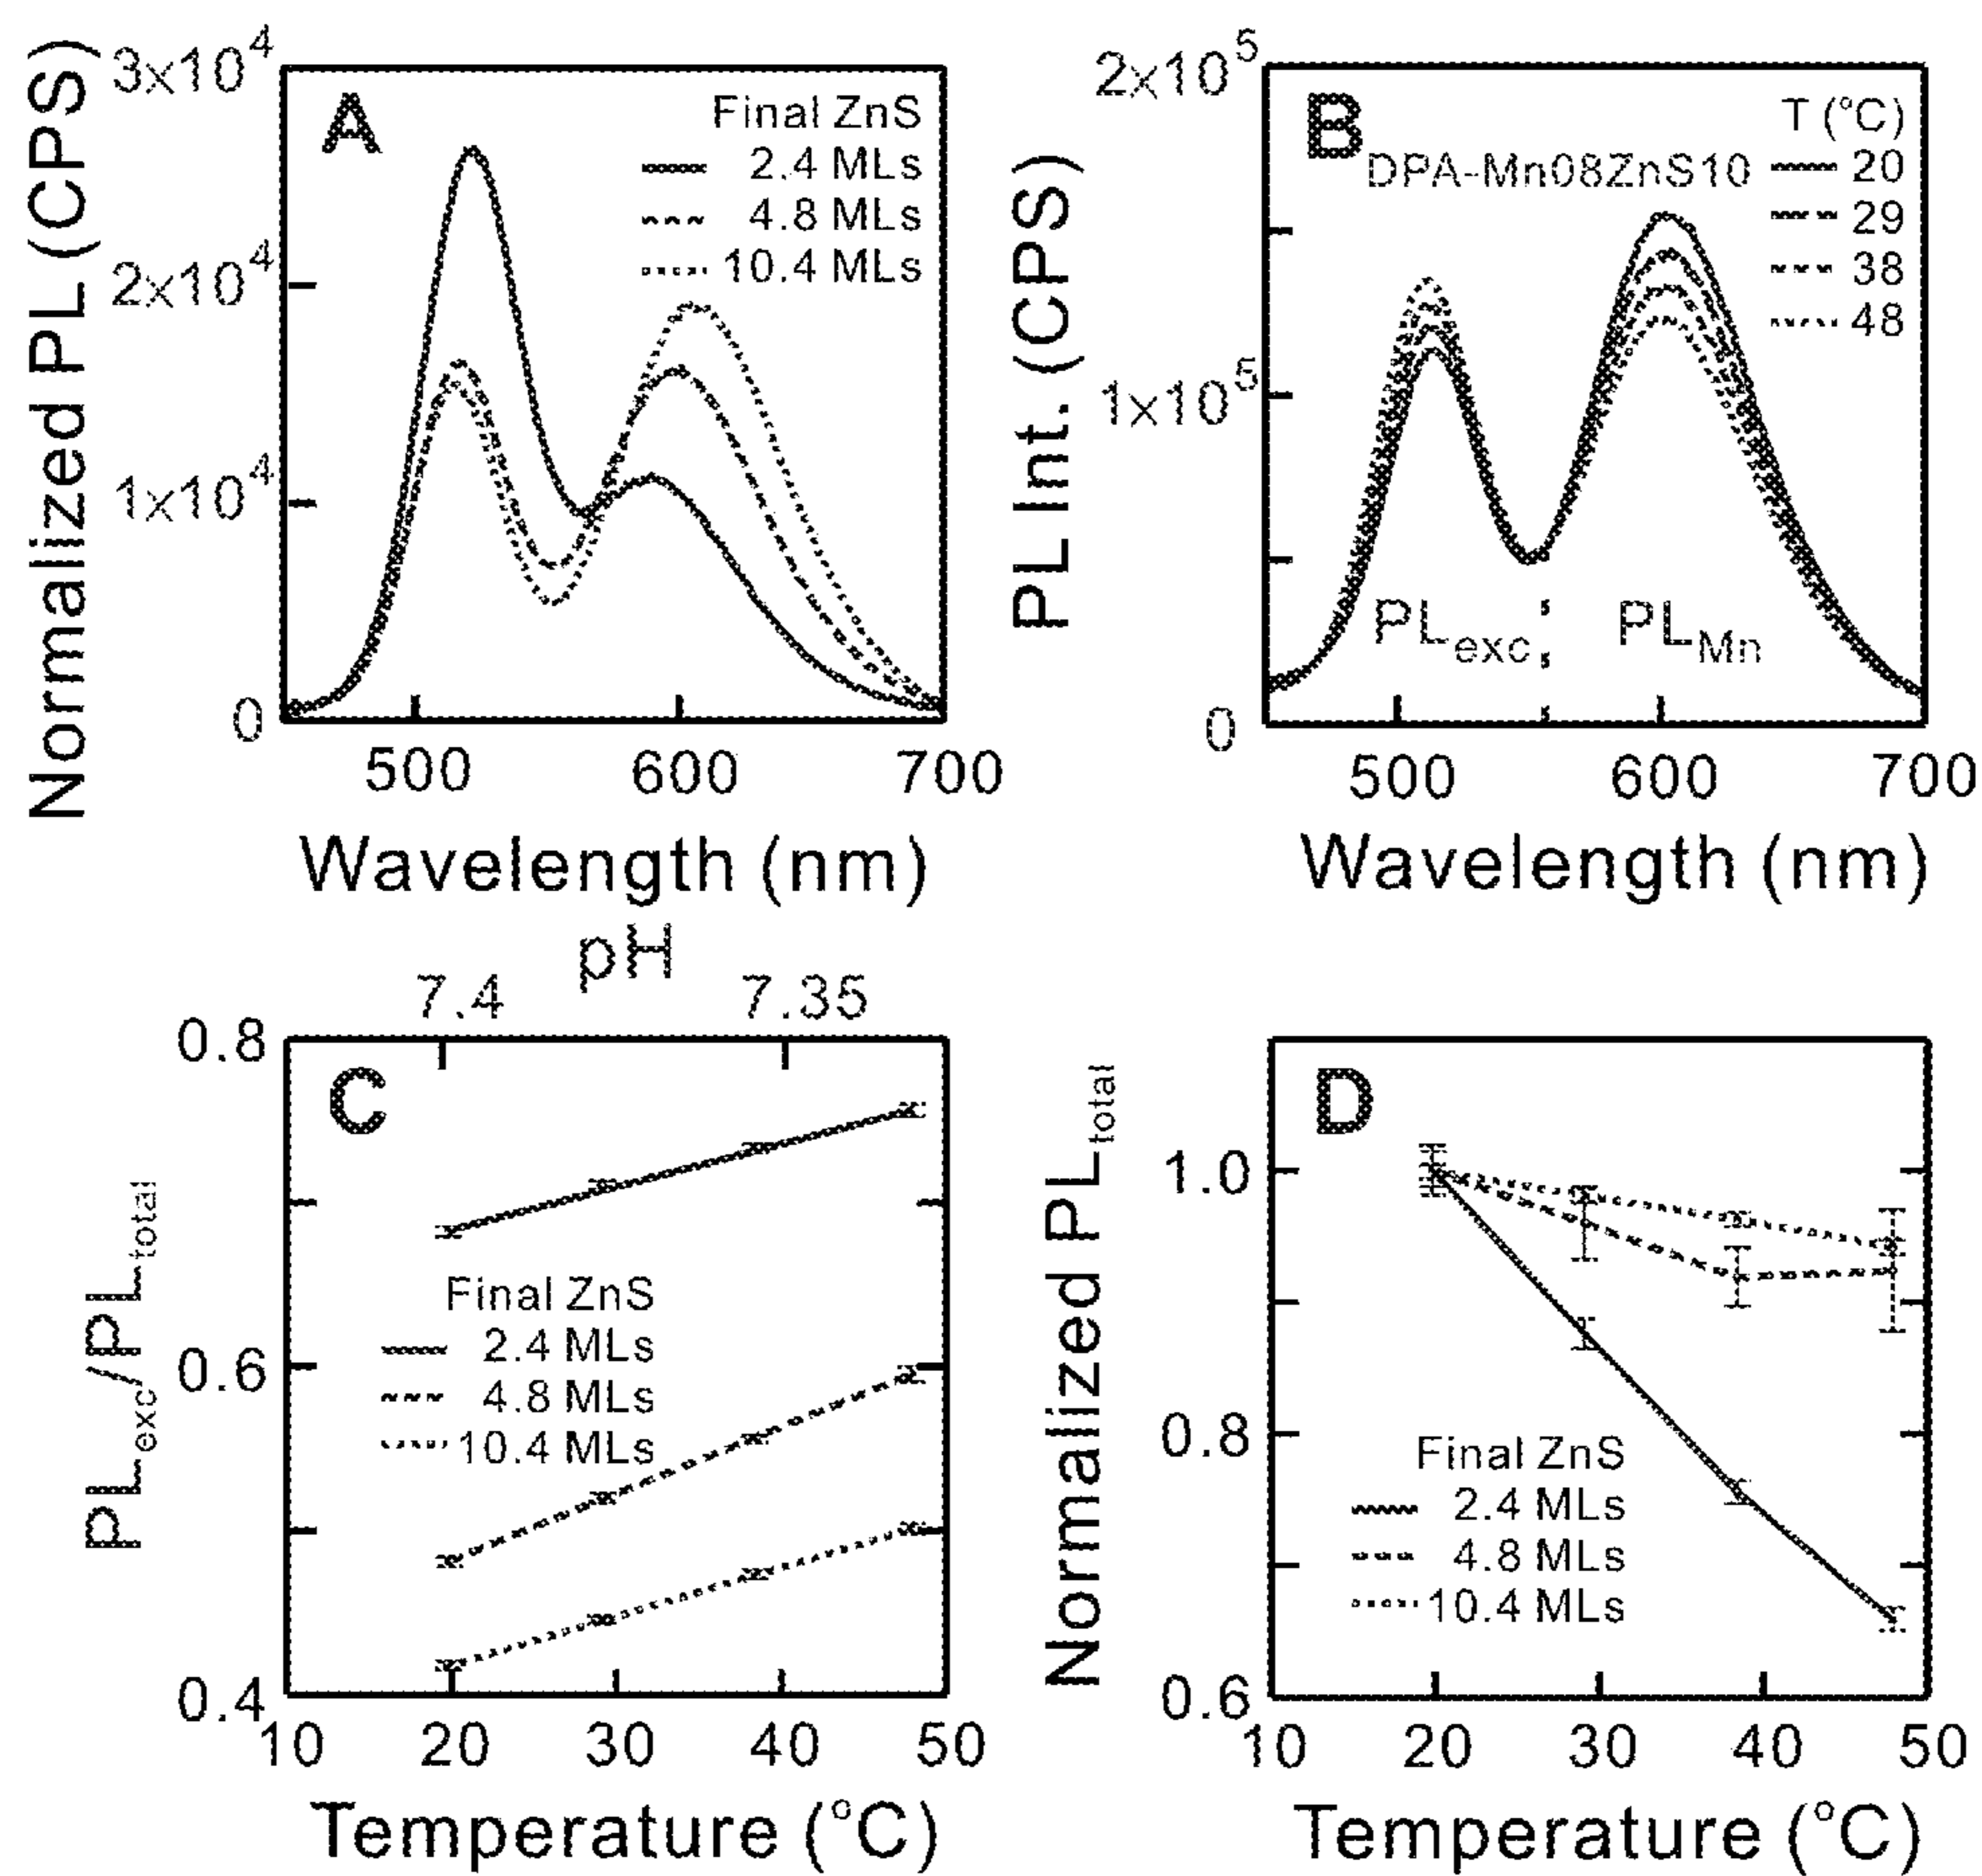 Normalized PL (CPS)
3x10^4
2x10^4
1x10^4
0
A
Final ZnS
2.4 MLs
4.8 MLs
10.4 MLs
500 600 700
Wavelength (nm)
PL Int. (CPS)
2x10^5
1x10^5
0
B
T (°C)
DPA-Mn08ZnS10
20
29
38
48
PL_exc
PL_Mn
500 600 700
Wavelength (nm)
pH
7.4 7.35
PL_exc/PL_total
0.8
0.6
0.4
C
Final ZnS
2.4 MLs
4.8 MLs
10.4 MLs
10 20 30 40 50
Temperature (°C)
Normalized PL_total
1.0
0.8
0.6
D
Final ZnS
2.4 MLs
4.8 MLs
10.4 MLs
10 20 30 40 50
Temperature (°C)